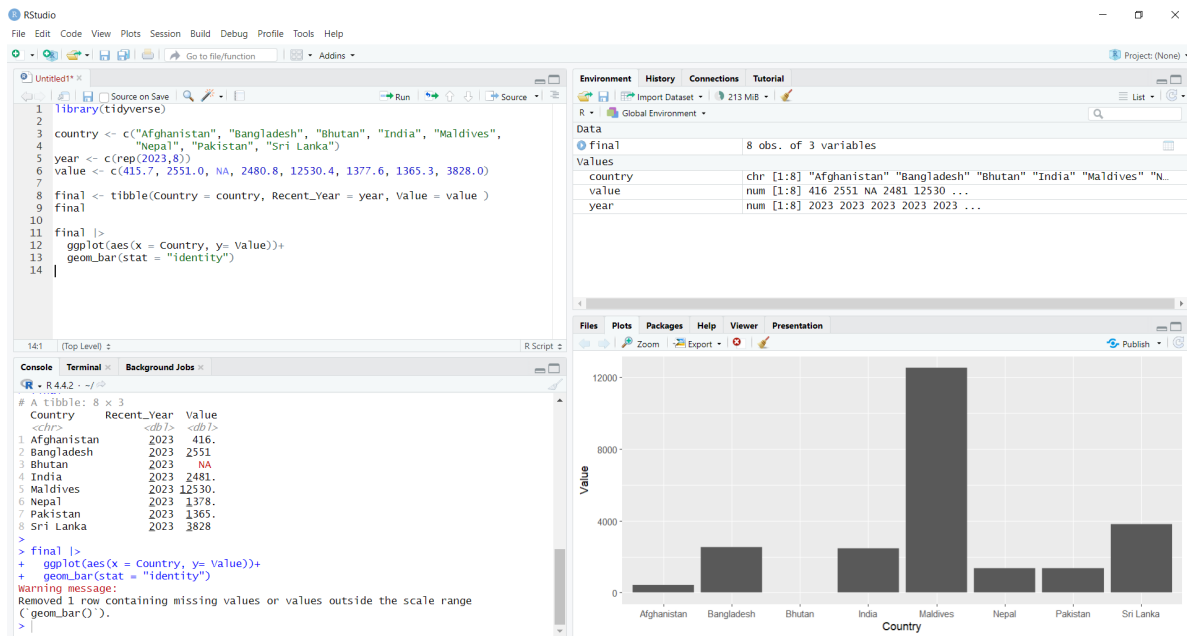 RStudio
File Edit Code View Plots Session Build Debug Profile Tools Help
Go to file/function Addins
Project: (None)
Untitled1*
Source on Save Run Source
1 library(tidyverse)
2
3 country <- c("Afghanistan", "Bangladesh", "Bhutan", "India", "Maldives",
4 "Nepal", "Pakistan", "Sri Lanka")
5 year <- c(rep(2023,8))
6 value <- c(415.7, 2551.0, NA, 2480.8, 12530.4, 1377.6, 1365.3, 3828.0)
7
8 final <- tibble(Country = country, Recent_Year = year, Value = value )
9 final
10
11 final |>
12 ggplot(aes(x = Country, y= Value))+
13 geom_bar(stat = "identity")
14
14:1 (Top Level) R Script
Console Terminal Background Jobs
R R 4.4.2 · ~/
# A tibble: 8 × 3
Country Recent_Year Value
<chr> <dbl> <dbl>
1 Afghanistan 2023 416.
2 Bangladesh 2023 2551
3 Bhutan 2023 NA
4 India 2023 2481.
5 Maldives 2023 12530.
6 Nepal 2023 1378.
7 Pakistan 2023 1365.
8 Sri Lanka 2023 3828
>
> final |>
+ ggplot(aes(x = Country, y= Value))+
+ geom_bar(stat = "identity")
Warning message:
Removed 1 row containing missing values or values outside the scale range
(`geom_bar()`).
>
Environment History Connections Tutorial
Import Dataset 213 MiB List
R Global Environment
Data
final 8 obs. of 3 variables
Values
country chr [1:8] "Afghanistan" "Bangladesh" "Bhutan" "India" "Maldives" "N...
value num [1:8] 416 2551 NA 2481 12530 ...
year num [1:8] 2023 2023 2023 2023 2023 ...
Files Plots Packages Help Viewer Presentation
Zoom Export Publish
12000
8000
4000
0
Value
Afghanistan Bangladesh Bhutan India Maldives Nepal Pakistan Sri Lanka
Country